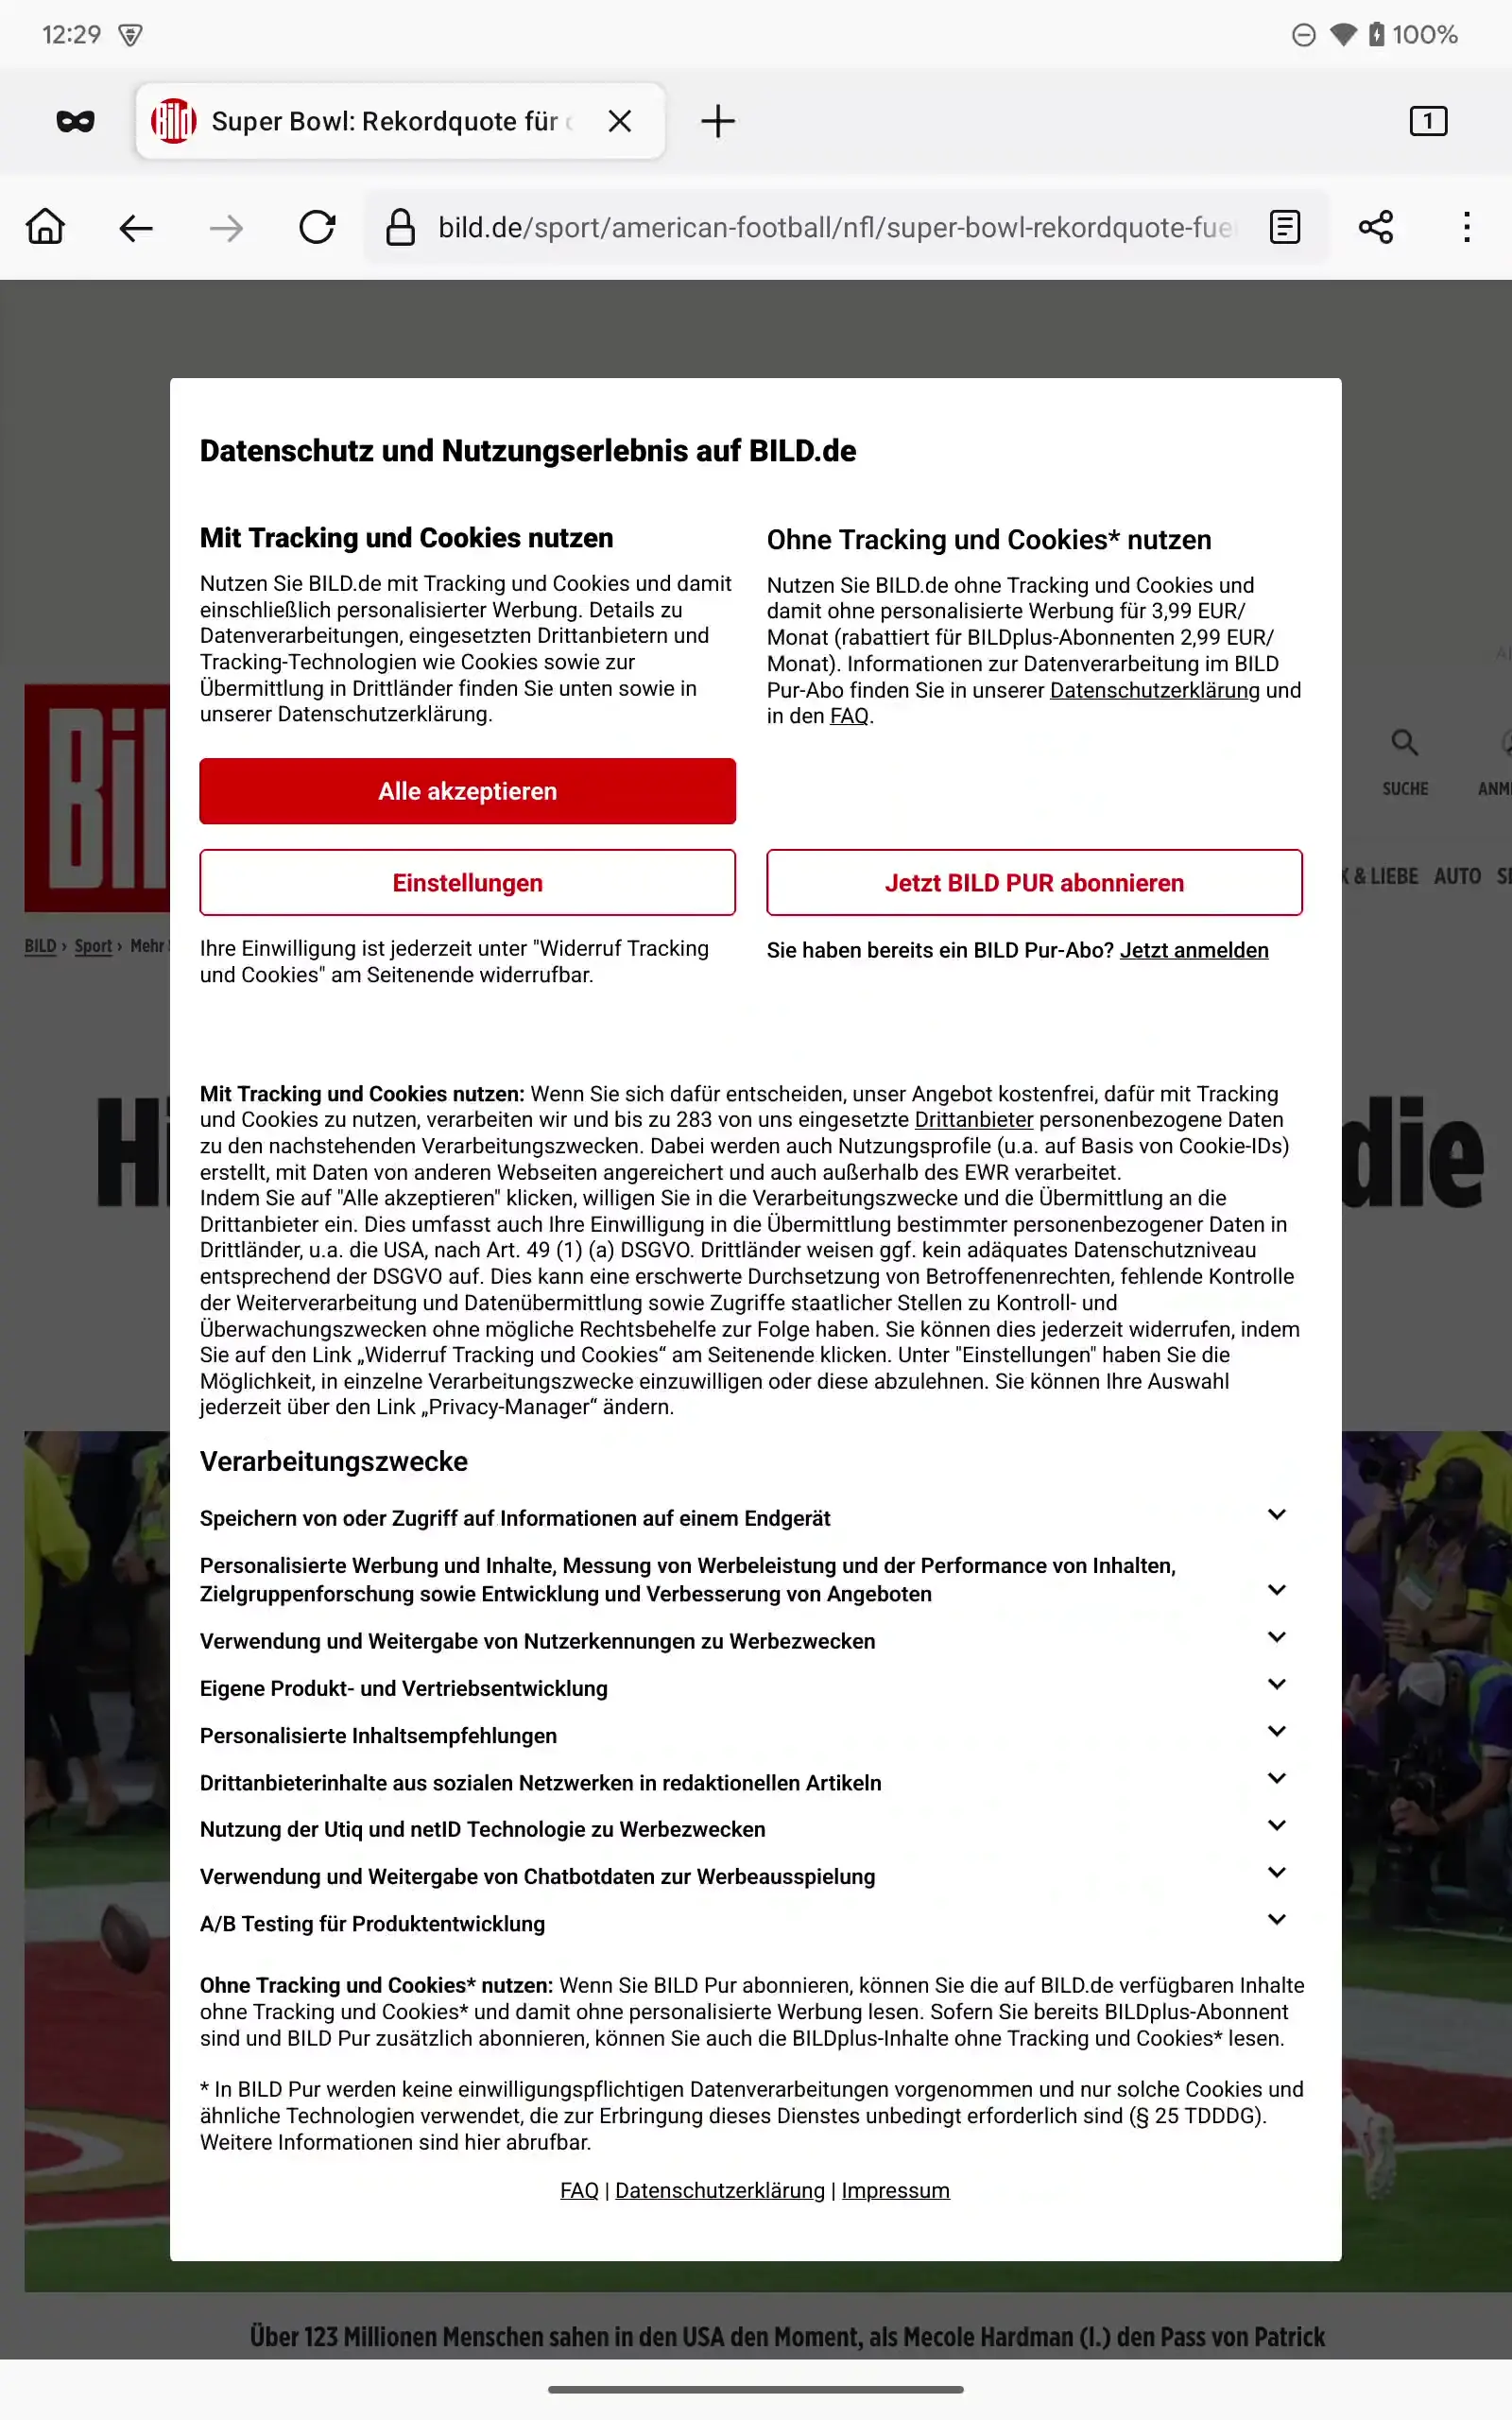 12:29
100%
Bild
Super Bowl: Rekordquote für
1
bild.de/sport/american-football/nfl/super-bowl-rekordquote-fue
Datenschutz und Nutzungserlebnis auf BILD.de
Mit Tracking und Cookies nutzen
Nutzen Sie BILD.de mit Tracking und Cookies und damit
einschließlich personalisierter Werbung. Details zu
Datenverarbeitungen, eingesetzten Drittanbietern und
Tracking-Technologien wie Cookies sowie zur
Übermittlung in Drittländer finden Sie unten sowie in
unserer Datenschutzerklärung.
Alle akzeptieren
Einstellungen
Ihre Einwilligung ist jederzeit unter "Widerruf Tracking
und Cookies" am Seitenende widerrufbar.
Ohne Tracking und Cookies* nutzen
Nutzen Sie BILD.de ohne Tracking und Cookies und
damit ohne personalisierte Werbung für 3,99 EUR/
Monat (rabattiert für BILDplus-Abonnenten 2,99 EUR/
Monat). Informationen zur Datenverarbeitung im BILD
Pur-Abo finden Sie in unserer Datenschutzerklärung und
in den FAQ.
Jetzt BILD PUR abonnieren
Sie haben bereits ein BILD Pur-Abo? Jetzt anmelden
SUCHE
ANM
& LIEBE AUTO
BILD › Sport › Mehr
Hi
die
Mit Tracking und Cookies nutzen: Wenn Sie sich dafür entscheiden, unser Angebot kostenfrei, dafür mit Tracking
und Cookies zu nutzen, verarbeiten wir und bis zu 283 von uns eingesetzte Drittanbieter personenbezogene Daten
zu den nachstehenden Verarbeitungszwecken. Dabei werden auch Nutzungsprofile (u.a. auf Basis von Cookie-IDs)
erstellt, mit Daten von anderen Webseiten angereichert und auch außerhalb des EWR verarbeitet.
Indem Sie auf "Alle akzeptieren" klicken, willigen Sie in die Verarbeitungszwecke und die Übermittlung an die
Drittanbieter ein. Dies umfasst auch Ihre Einwilligung in die Übermittlung bestimmter personenbezogener Daten in
Drittländer, u.a. die USA, nach Art. 49 (1) (a) DSGVO. Drittländer weisen ggf. kein adäquates Datenschutzniveau
entsprechend der DSGVO auf. Dies kann eine erschwerte Durchsetzung von Betroffenenrechten, fehlende Kontrolle
der Weiterverarbeitung und Datenübermittlung sowie Zugriffe staatlicher Stellen zu Kontroll- und
Überwachungszwecken ohne mögliche Rechtsbehelfe zur Folge haben. Sie können dies jederzeit widerrufen, indem
Sie auf den Link „Widerruf Tracking und Cookies“ am Seitenende klicken. Unter "Einstellungen" haben Sie die
Möglichkeit, in einzelne Verarbeitungszwecke einzuwilligen oder diese abzulehnen. Sie können Ihre Auswahl
jederzeit über den Link „Privacy-Manager“ ändern.
Verarbeitungszwecke
Speichern von oder Zugriff auf Informationen auf einem Endgerät
Personalisierte Werbung und Inhalte, Messung von Werbeleistung und der Performance von Inhalten,
Zielgruppenforschung sowie Entwicklung und Verbesserung von Angeboten
Verwendung und Weitergabe von Nutzerkennungen zu Werbezwecken
Eigene Produkt- und Vertriebsentwicklung
Personalisierte Inhaltsempfehlungen
Drittanbieterinhalte aus sozialen Netzwerken in redaktionellen Artikeln
Nutzung der Utiq und netID Technologie zu Werbezwecken
Verwendung und Weitergabe von Chatbotdaten zur Werbeausspielung
A/B Testing für Produktentwicklung
Ohne Tracking und Cookies* nutzen: Wenn Sie BILD Pur abonnieren, können Sie die auf BILD.de verfügbaren Inhalte
ohne Tracking und Cookies* und damit ohne personalisierte Werbung lesen. Sofern Sie bereits BILDplus-Abonnent
sind und BILD Pur zusätzlich abonnieren, können Sie auch die BILDplus-Inhalte ohne Tracking und Cookies* lesen.
* In BILD Pur werden keine einwilligungspflichtigen Datenverarbeitungen vorgenommen und nur solche Cookies und
ähnliche Technologien verwendet, die zur Erbringung dieses Dienstes unbedingt erforderlich sind (§ 25 TDDDG).
Weitere Informationen sind hier abrufbar.
FAQ | Datenschutzerklärung | Impressum
Über 123 Millionen Menschen sahen in den USA den Moment, als Mecole Hardman (l.) den Pass von Patrick